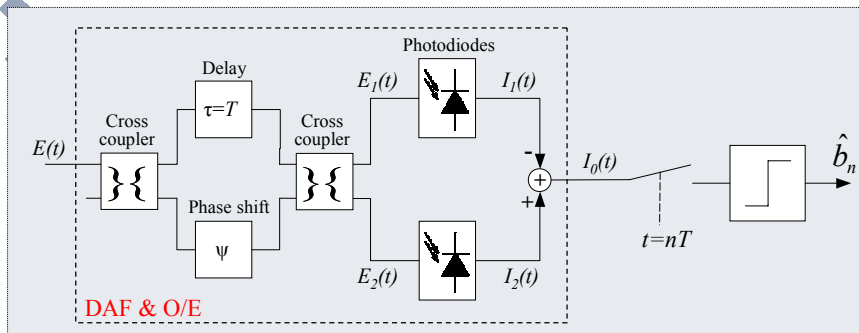 Photodiodes
Delay
E₁(t)
I₁(t)
τ=T
Cross
coupler
Cross
coupler
E(t)
-
I₀(t)
b̂ₙ
+
+
Phase shift
ψ
t=nT
E₂(t)
I₂(t)
DAF & O/E